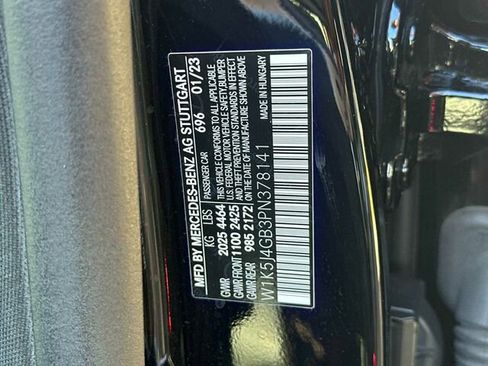 MFD BY MERCEDES-BENZ AG STUTTGART
696 01/23
PASSENGER CAR
KG LBS
GVWR 2025 4464
GAWR FRONT 1100 2425
GAWR REAR 985 2172
THIS VEHICLE CONFORMS TO ALL APPLICABLE
U.S. FEDERAL MOTOR VEHICLE SAFETY, BUMPER
AND THEFT PREVENTION STANDARDS IN EFFECT
ON THE DATE OF MANUFACTURE SHOWN ABOVE
MADE IN HUNGARY
W1K5J4GB3PN378141